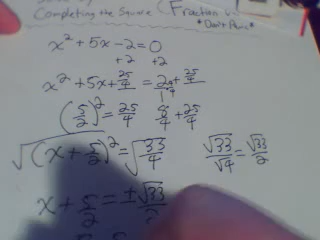 Completing the Square (Fraction
*Don't Panic*
x² + 5x - 2 = 0
+2 +2
x² + 5x + 25/4 = 2/1 ·4/4 + 25/4
(5/2)² = 25/4 8/4 + 25/4
√(x + 5/2)² = √33/4 √33/√4 = √33/2
x + 5/2 = ±√33